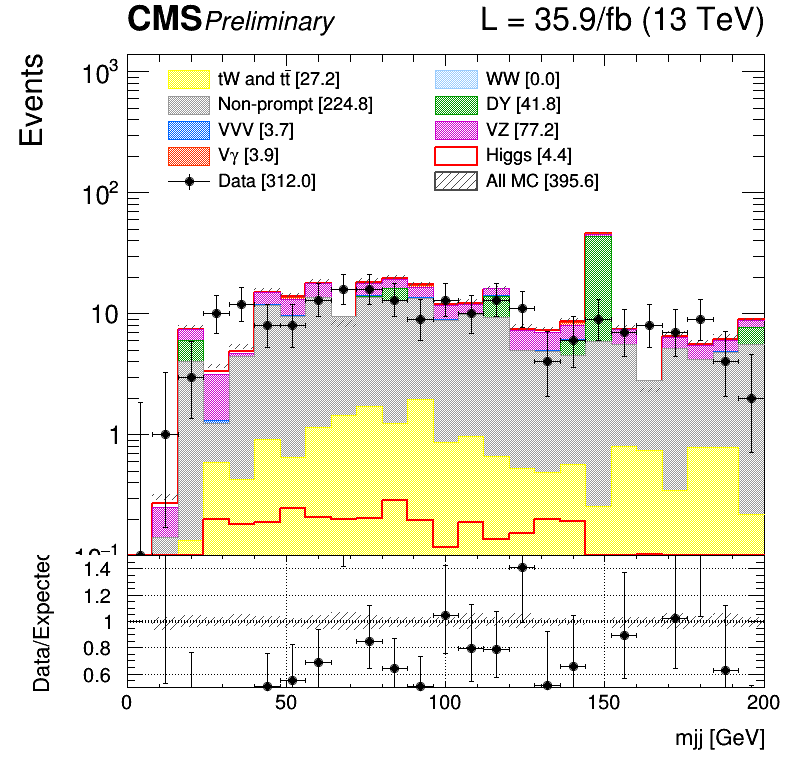 CMS Preliminary L = 35.9/fb (13 TeV)
Events
10³
10²
10
1
10⁻¹
tW and tt̄ [27.2] WW [0.0]
Non-prompt [224.8] DY [41.8]
VVV [3.7] VZ [77.2]
Vγ [3.9] Higgs [4.4]
Data [312.0] All MC [395.6]
Data/Expected
1.4
1.2
1
0.8
0.6
0 50 100 150 200
mjj [GeV]